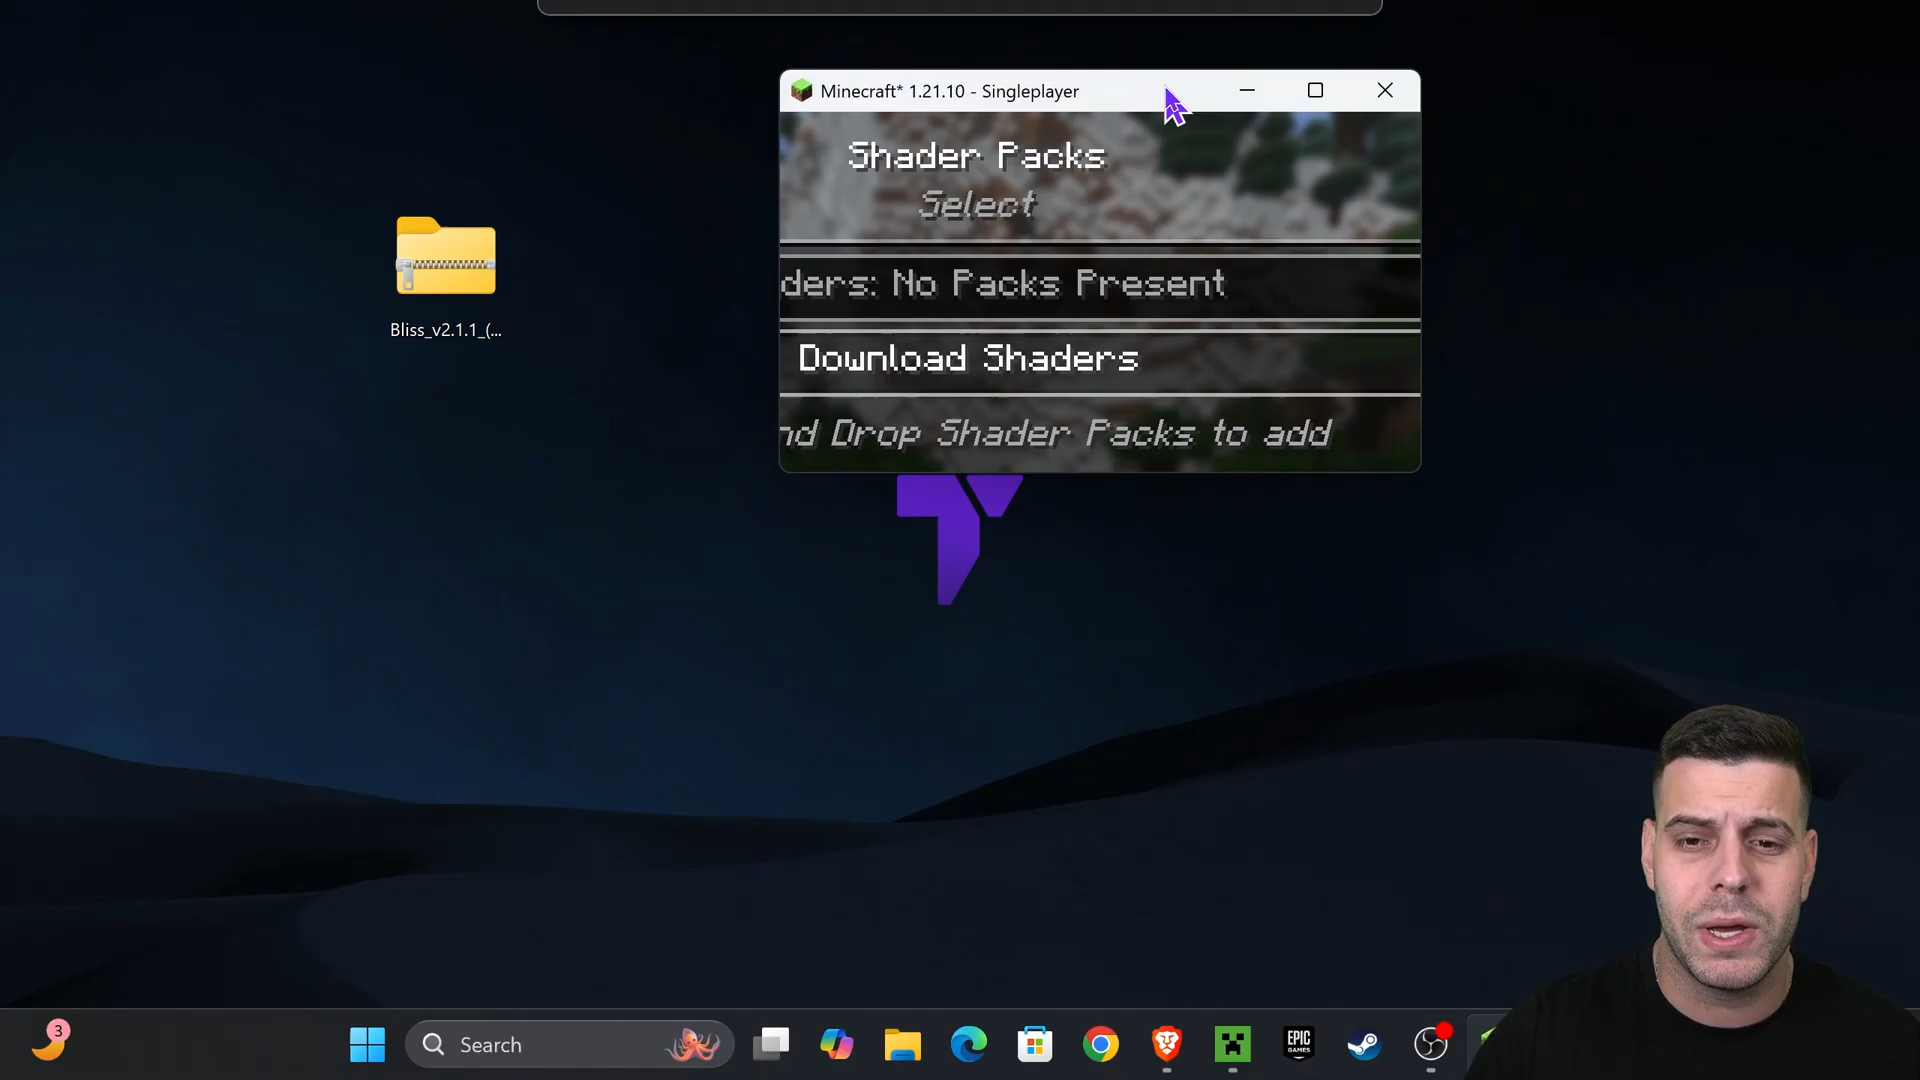 Minecraft* 1.21.10 - Singleplayer
Shader Packs
Select
ders: No Packs Present
Download Shaders
nd Drop Shader Packs to add
Bliss_v2.1.1_(...
3
Search
EPIC
GAMES